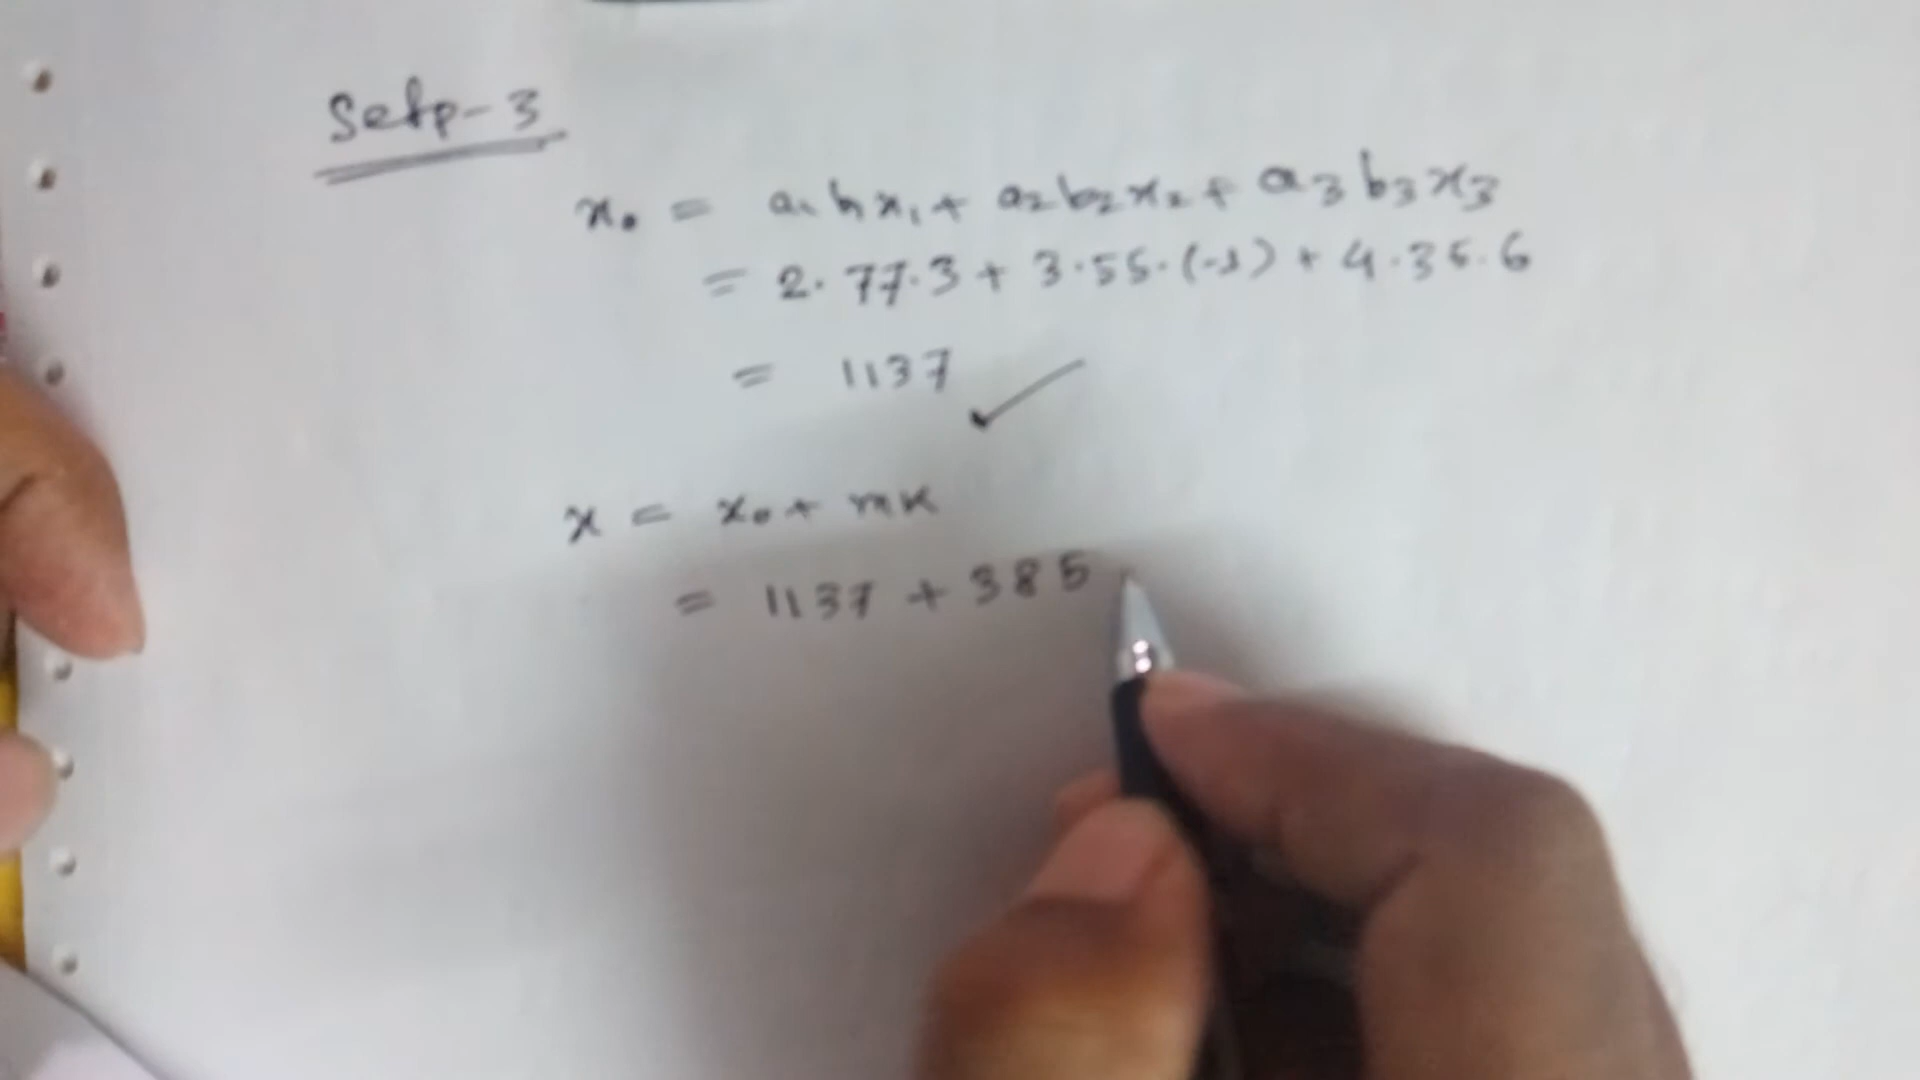 Setp-3
x₀ = a₁b₁x₁ + a₂b₂x₂ + a₃b₃x₃
= 2.77.3 + 3.55.(-1) + 4.35.6
= 1137 ✓
x = x₀ + mk
= 1137 + 385